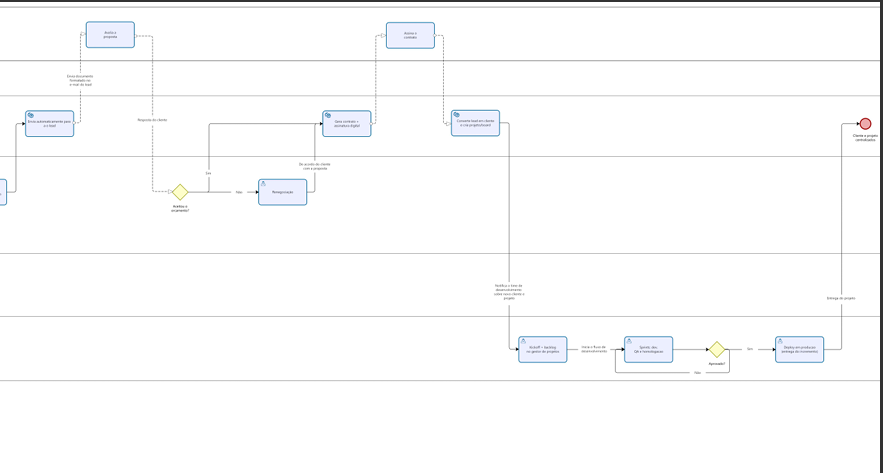 Aceita a
proposta
Assina o
contrato
Envia documento
formatado no
e-mail do lead
Envia automaticamente para
o e lead
Resposta do cliente
Gera contrato +
assinatura digital
Converte lead em cliente
e cria projeto/board
Cliente e projeto
centralizados
De acordo do cliente
com a proposta
Sim
Não
Renegociação
Aceitou o
orçamento?
Notifica o time de
desenvolvimento
sobre novo cliente e
projeto
Entrega do projeto
Kickoff + backlog
no gestor de projetos
Inicia o fluxo de
desenvolvimento
Sprints: dev,
QA e homologação
Aprovado?
Sim
Deploy em producao
entrega do incremento
Não